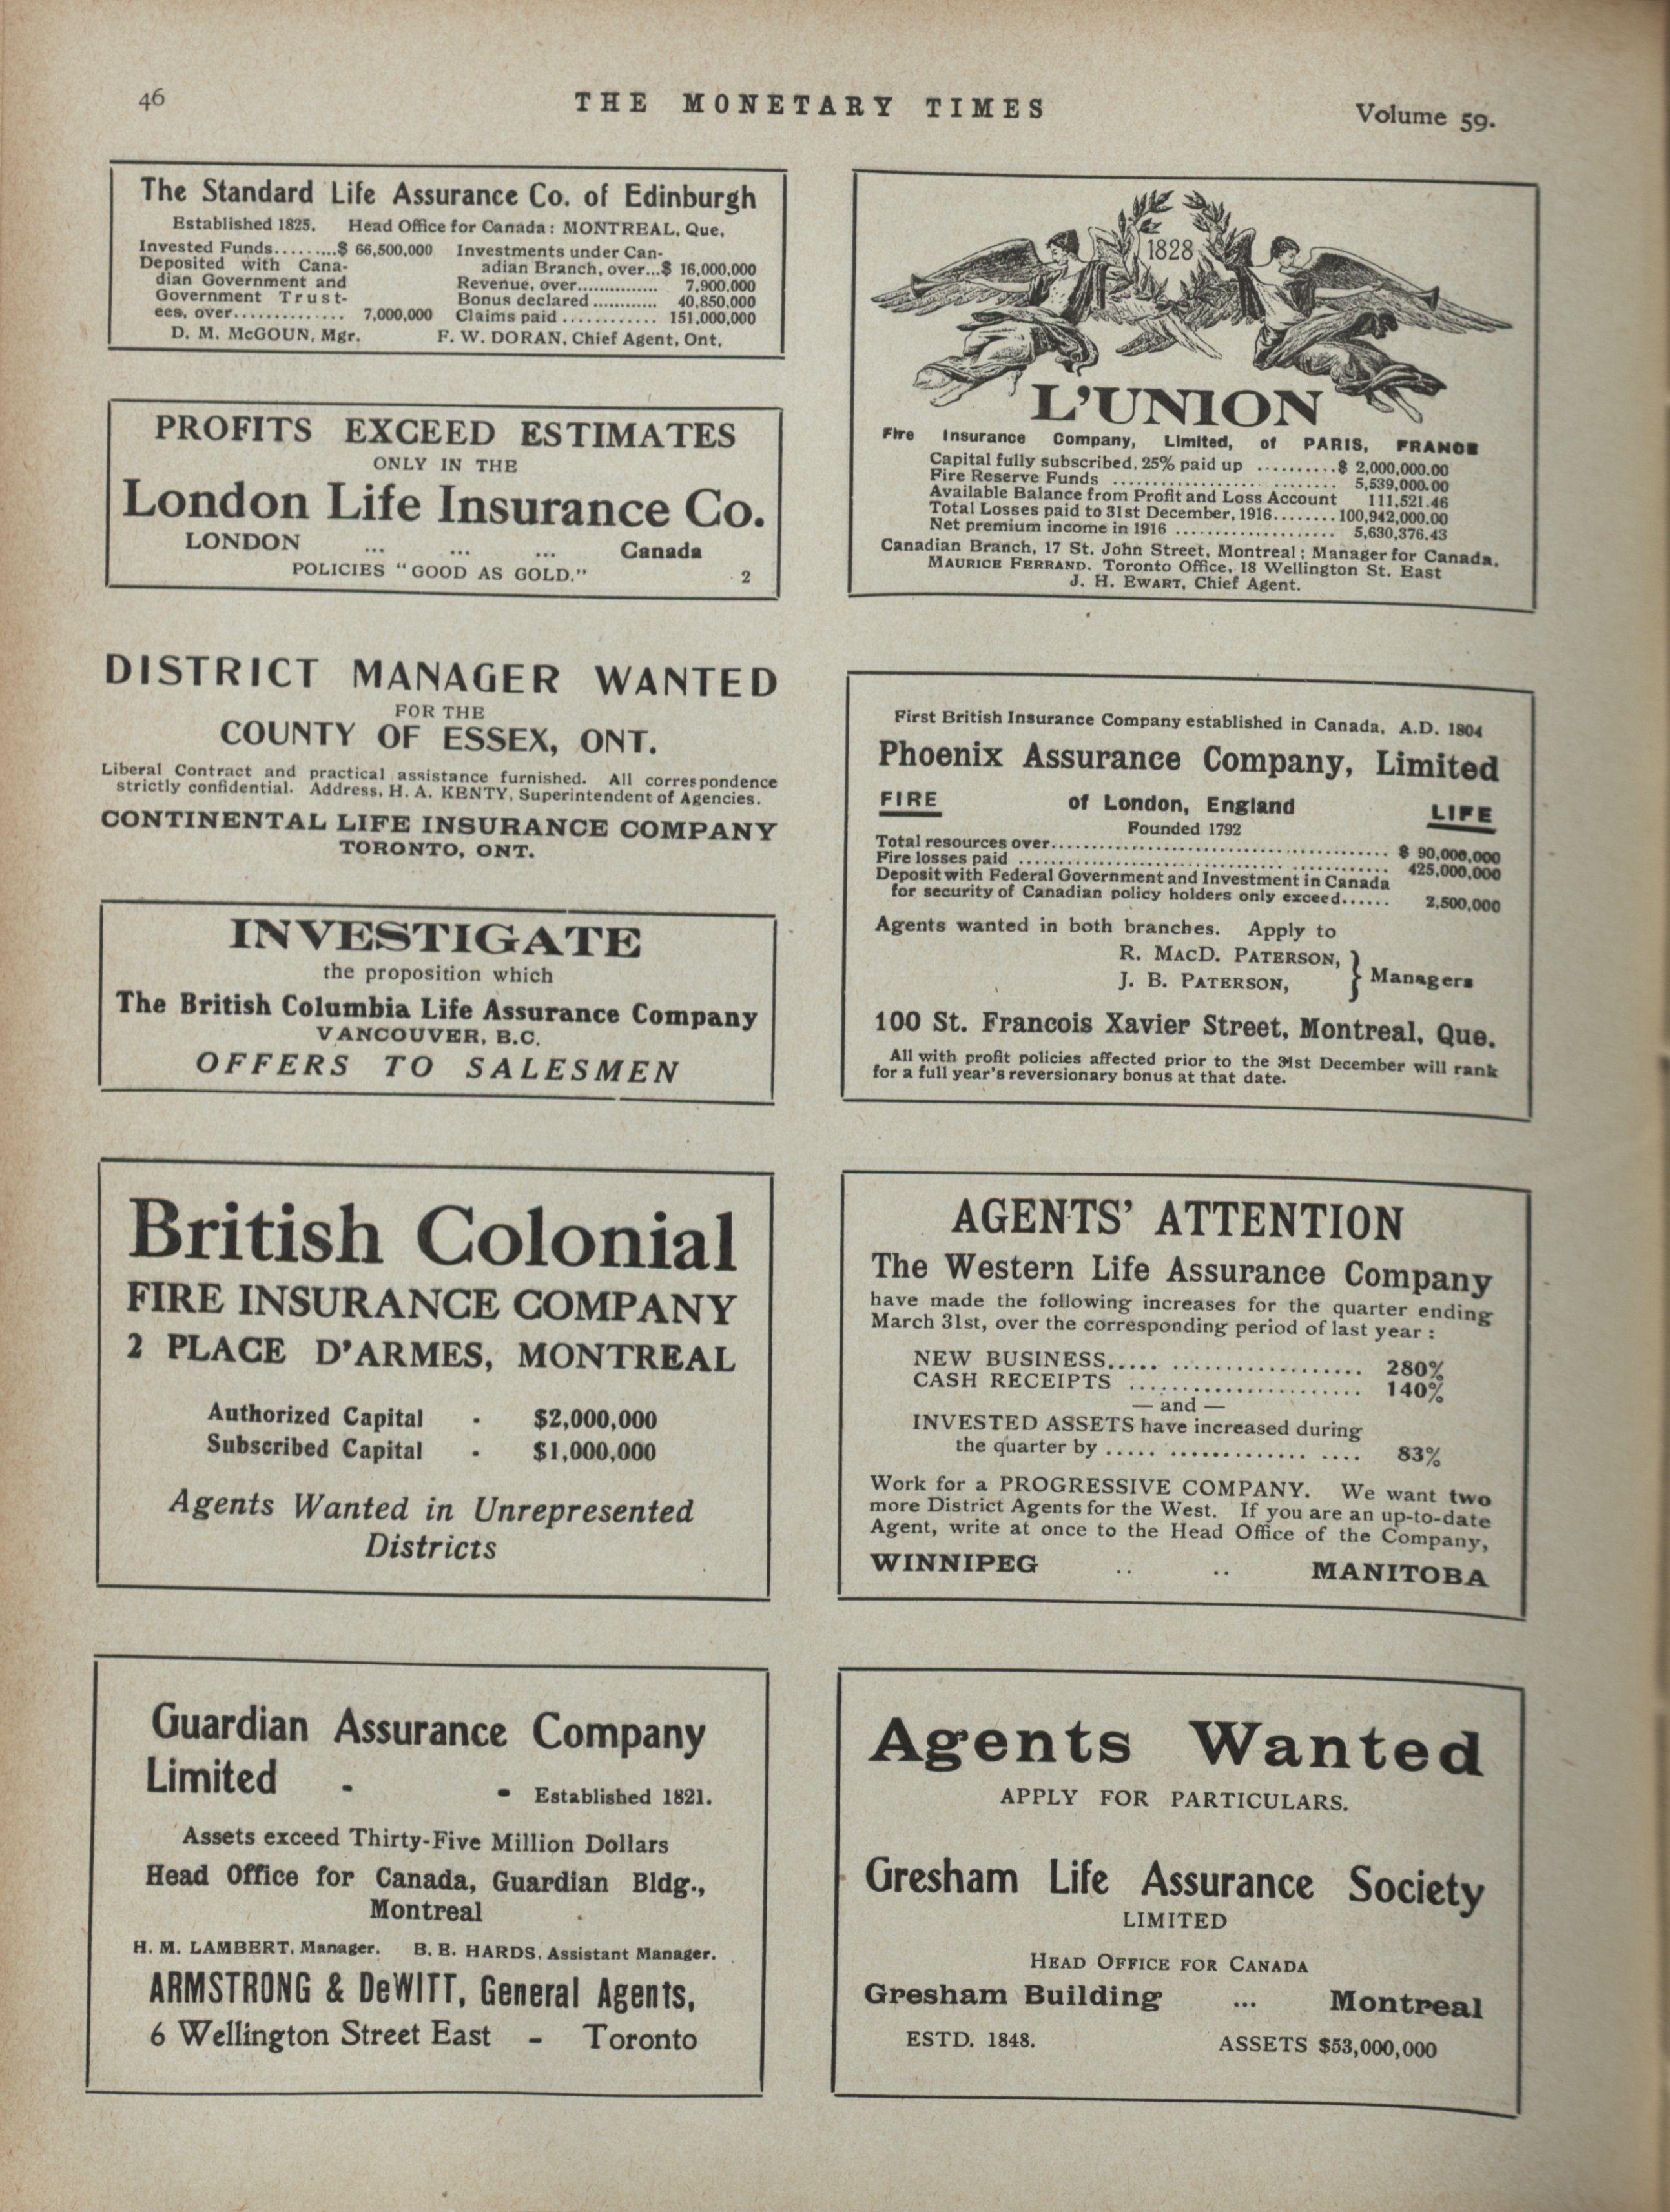 46
THE MONETARY TIMES
Volume 59.
The Standard Life Assurance Co. of Edinburgh
Established 1825. Head Office for Canada: MONTREAL, Que.
Invested Funds.........$ 66,500,000
Deposited with Cana-
dian Government and
Government Trust-
ees, over.............. 7,000,000
Investments under Can-
adian Branch, over...$ 16,000,000
Revenue, over............... 7,900,000
Bonus declared ............ 40,850,000
Claims paid ............ 151,000,000
D. M. McGOUN, Mgr. F. W. DORAN, Chief Agent, Ont.
PROFITS EXCEED ESTIMATES
ONLY IN THE
London Life Insurance Co.
LONDON ... ... ... Canada
POLICIES "GOOD AS GOLD." 2
DISTRICT MANAGER WANTED
FOR THE
COUNTY OF ESSEX, ONT.
Liberal Contract and practical assistance furnished. All correspondence
strictly confidential. Address, H. A. KENTY, Superintendent of Agencies.
CONTINENTAL LIFE INSURANCE COMPANY
TORONTO, ONT.
INVESTIGATE
the proposition which
The British Columbia Life Assurance Company
VANCOUVER, B.C.
OFFERS TO SALESMEN
British Colonial
FIRE INSURANCE COMPANY
2 PLACE D'ARMES, MONTREAL
Authorized Capital - $2,000,000
Subscribed Capital - $1,000,000
Agents Wanted in Unrepresented
Districts
Guardian Assurance Company
Limited - - Established 1821.
Assets exceed Thirty-Five Million Dollars
Head Office for Canada, Guardian Bldg.,
Montreal
H. M. LAMBERT, Manager. B. E. HARDS, Assistant Manager.
ARMSTRONG & DeWITT, General Agents,
6 Wellington Street East - Toronto
1828
L'UNION
Fire Insurance Company, Limited, of PARIS, FRANCE
Capital fully subscribed, 25% paid up ..........$ 2,000,000.00
Fire Reserve Funds ........................... 5,539,000.00
Available Balance from Profit and Loss Account 111,521.46
Total Losses paid to 31st December, 1916........100,942,000.00
Net premium income in 1916 ................... 5,630,376.43
Canadian Branch, 17 St. John Street, Montreal; Manager for Canada,
MAURICE FERRAND. Toronto Office, 18 Wellington St. East
J. H. EWART, Chief Agent.
First British Insurance Company established in Canada, A.D. 1804
Phoenix Assurance Company, Limited
FIRE of London, England LIFE
Founded 1792
Total resources over............................................ $ 90,000,000
Fire losses paid ............................................... 425,000,000
Deposit with Federal Government and Investment in Canada
for security of Canadian policy holders only exceed...... 2,500,000
Agents wanted in both branches. Apply to
R. MACD. PATERSON,
J. B. PATERSON, } Managers
100 St. Francois Xavier Street, Montreal, Que.
All with profit policies affected prior to the 31st December will rank
for a full year's reversionary bonus at that date.
AGENTS' ATTENTION
The Western Life Assurance Company
have made the following increases for the quarter ending
March 31st, over the corresponding period of last year:
NEW BUSINESS..... .................. 280%
CASH RECEIPTS ....................... 140%
— and —
INVESTED ASSETS have increased during
the quarter by ..... ............. .... 83%
Work for a PROGRESSIVE COMPANY. We want two
more District Agents for the West. If you are an up-to-date
Agent, write at once to the Head Office of the Company,
WINNIPEG .. .. MANITOBA
Agents Wanted
APPLY FOR PARTICULARS.
Gresham Life Assurance Society
LIMITED
HEAD OFFICE FOR CANADA
Gresham Building ... Montreal
ESTD. 1848. ASSETS $53,000,000